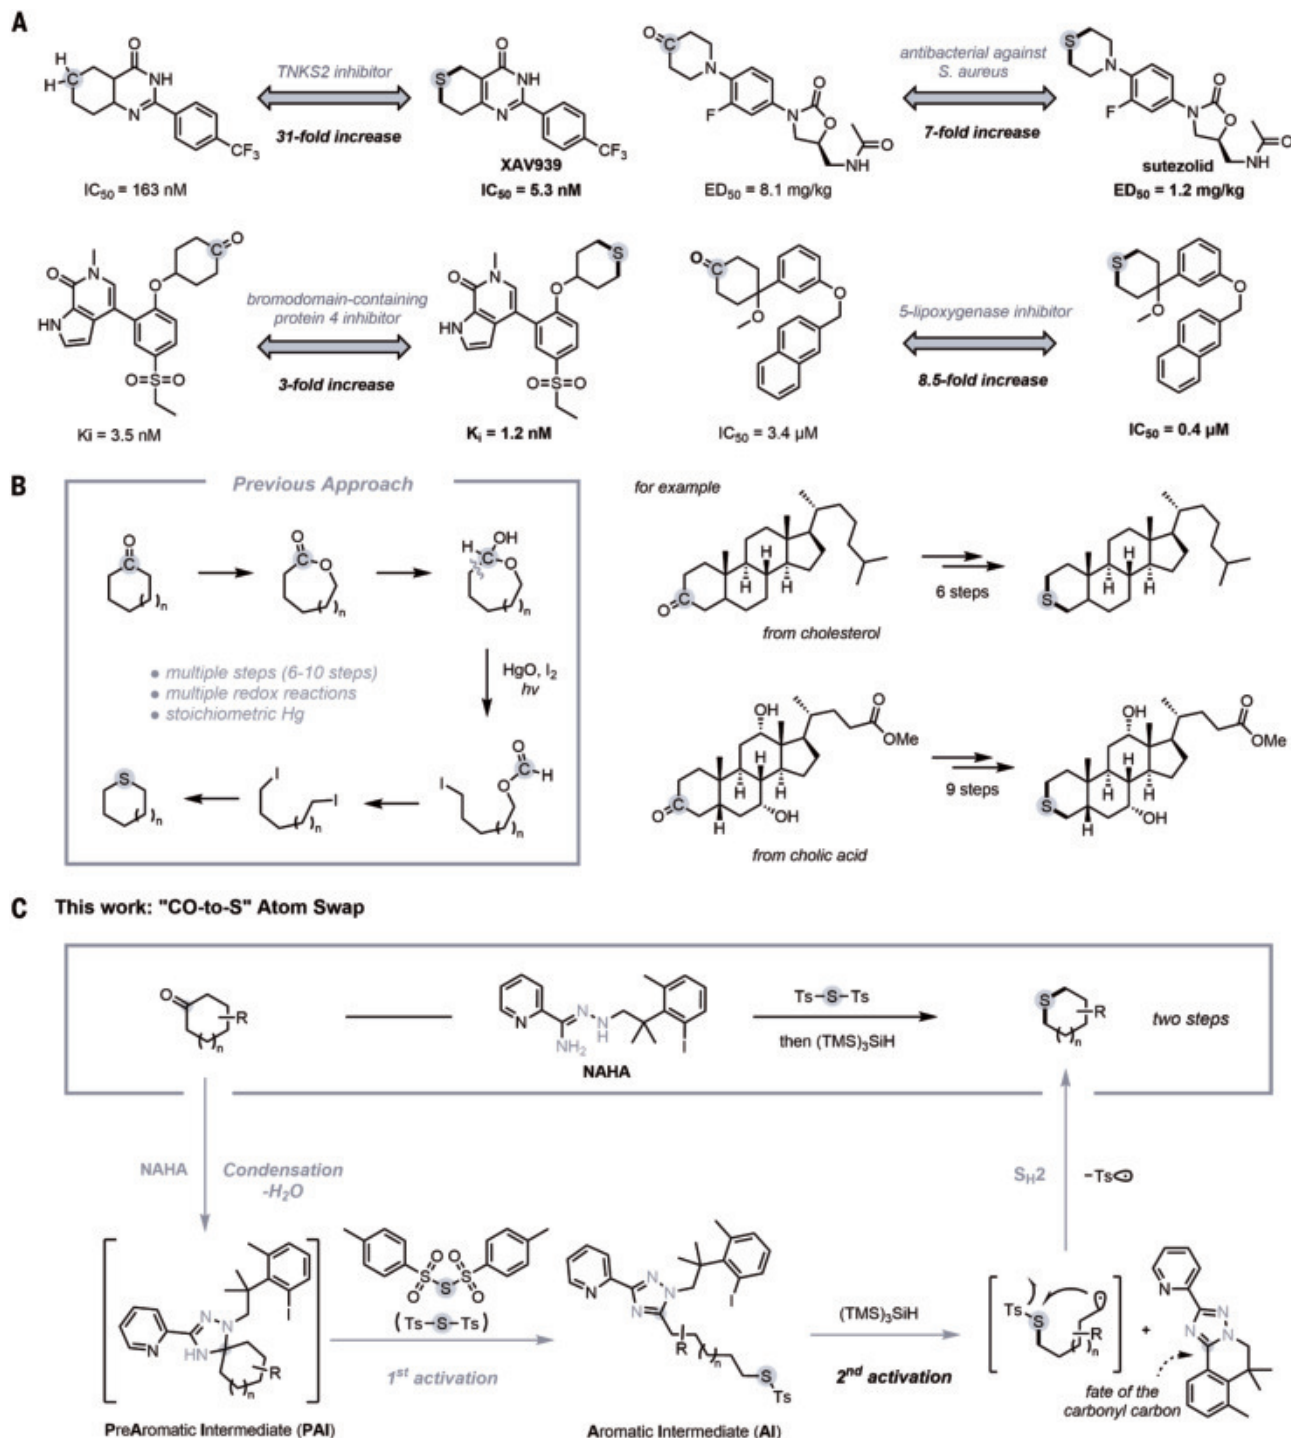 A
TNKS2 inhibitor
31-fold increase
IC50 = 163 nM
XAV939
IC50 = 5.3 nM
antibacterial against
S. aureus
7-fold increase
ED50 = 8.1 mg/kg
sutezolid
ED50 = 1.2 mg/kg
bromodomain-containing
protein 4 inhibitor
3-fold increase
Ki = 3.5 nM
Ki = 1.2 nM
5-lipoxygenase inhibitor
8.5-fold increase
IC50 = 3.4 µM
IC50 = 0.4 µM
B
Previous Approach
HgO, I2
hv
• multiple steps (6-10 steps)
• multiple redox reactions
• stoichiometric Hg
for example
6 steps
from cholesterol
9 steps
from cholic acid
C This work: "CO-to-S" Atom Swap
NAHA
Ts-S-Ts
then (TMS)3SiH
two steps
NAHA
Condensation
-H2O
SH2
-Ts
(Ts-S-Ts)
1st activation
(TMS)3SiH
2nd activation
fate of the
carbonyl carbon
PreAromatic Intermediate (PAI)
Aromatic Intermediate (AI)